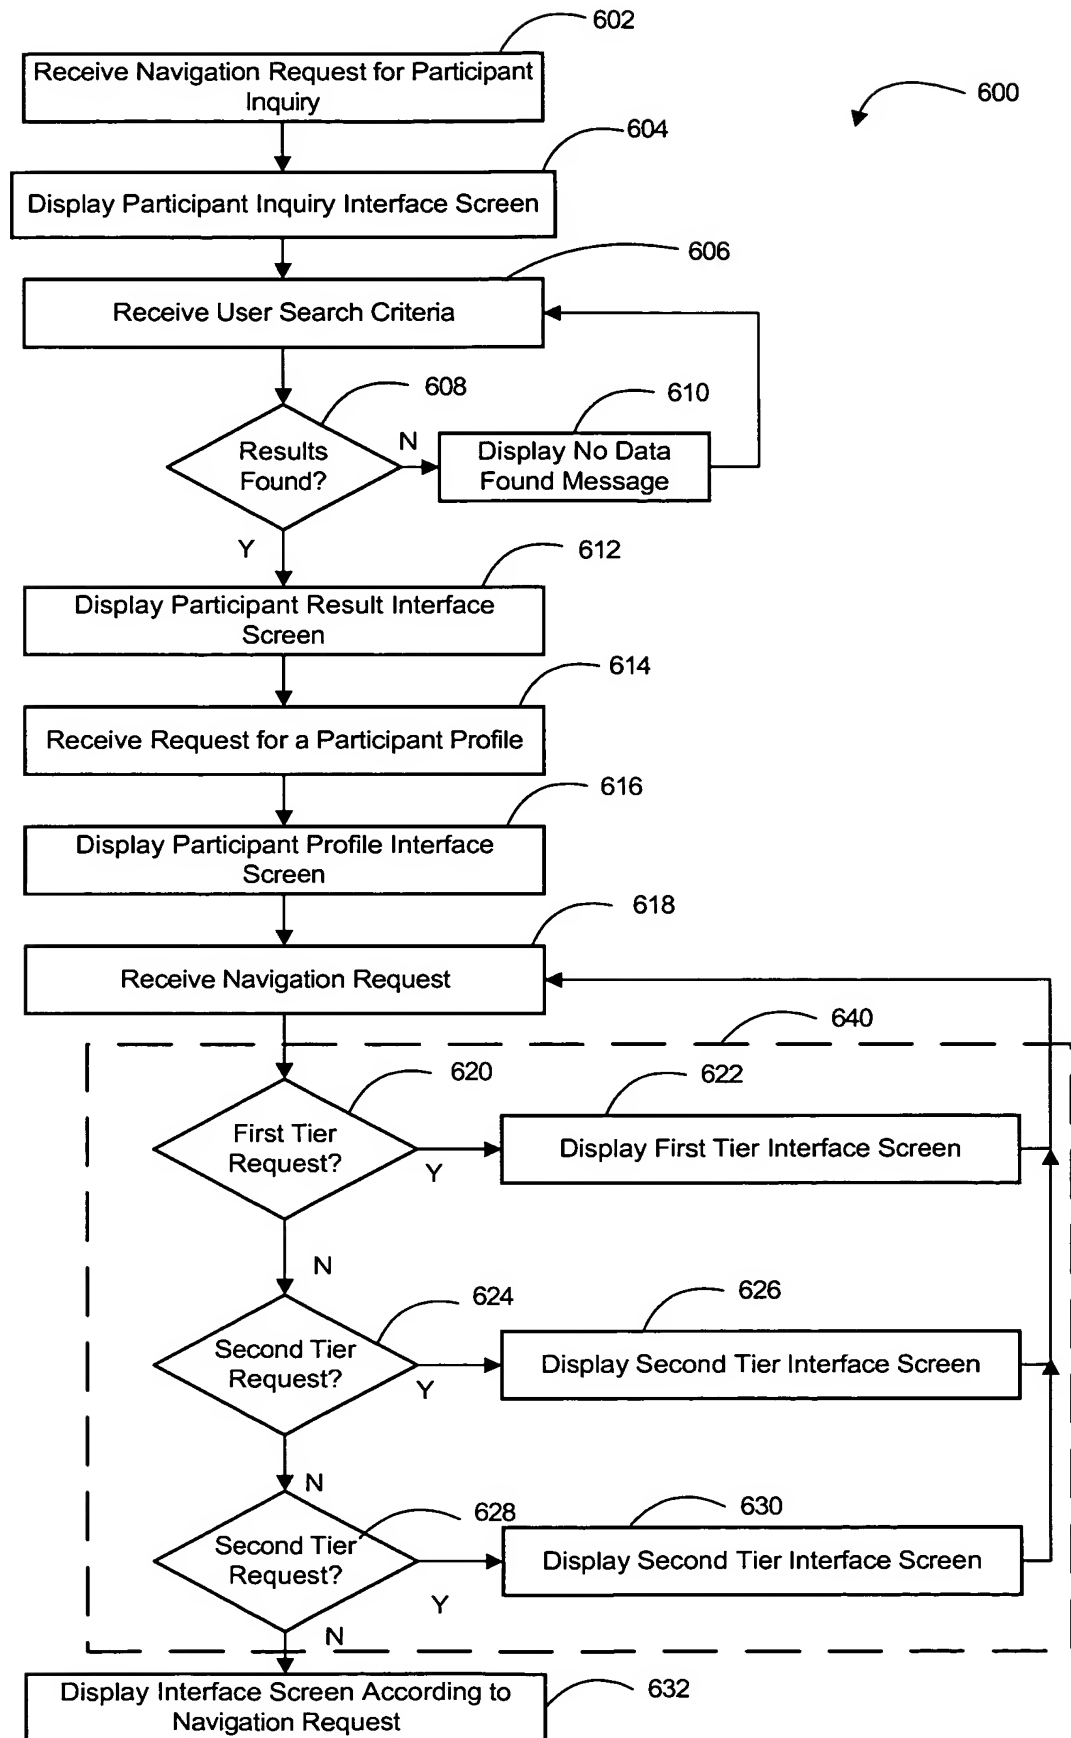 602
Receive Navigation Request for Participant
Inquiry
600
604
Display Participant Inquiry Interface Screen
606
Receive User Search Criteria
608
610
Results
Found?
N
Display No Data
Found Message
Y
612
Display Participant Result Interface
Screen
614
Receive Request for a Participant Profile
616
Display Participant Profile Interface
Screen
618
Receive Navigation Request
640
620
622
First Tier
Request?
Y
Display First Tier Interface Screen
N
624
626
Second Tier
Request?
Y
Display Second Tier Interface Screen
N
628
630
Second Tier
Request?
Y
Display Second Tier Interface Screen
N
Display Interface Screen According to
Navigation Request
632